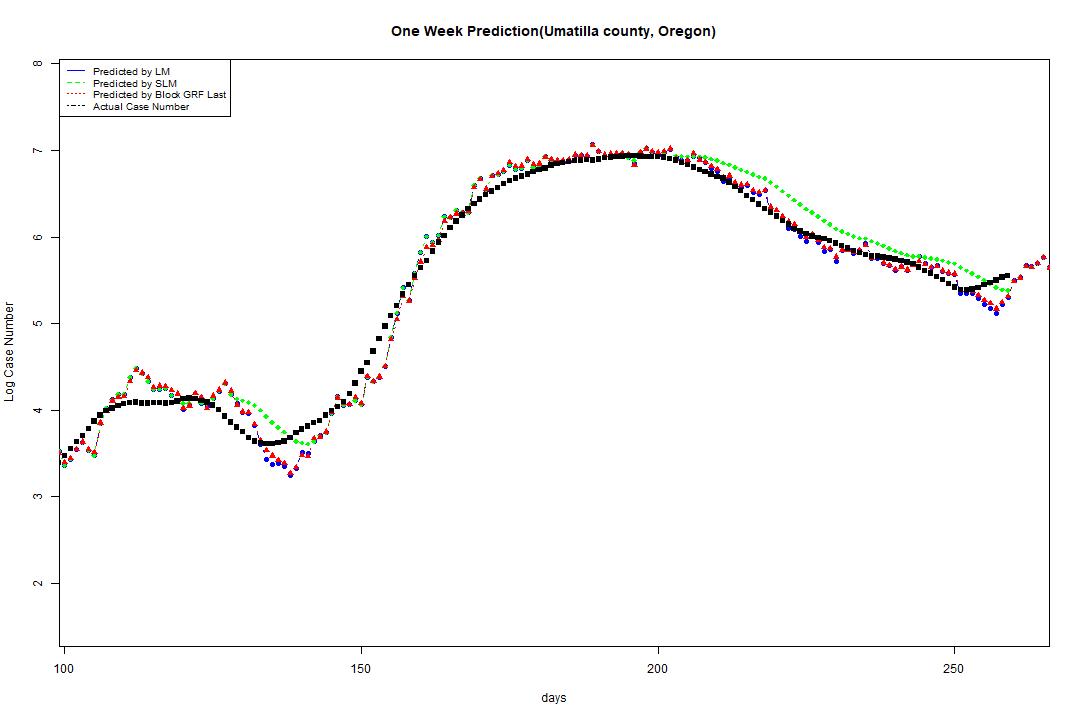 One Week Prediction(Umatilla county, Oregon)
Predicted by LM
Predicted by SLM
Predicted by Block GRF Last
Actual Case Number
8
7
6
5
4
3
2
Log Case Number
100 150 200 250
days